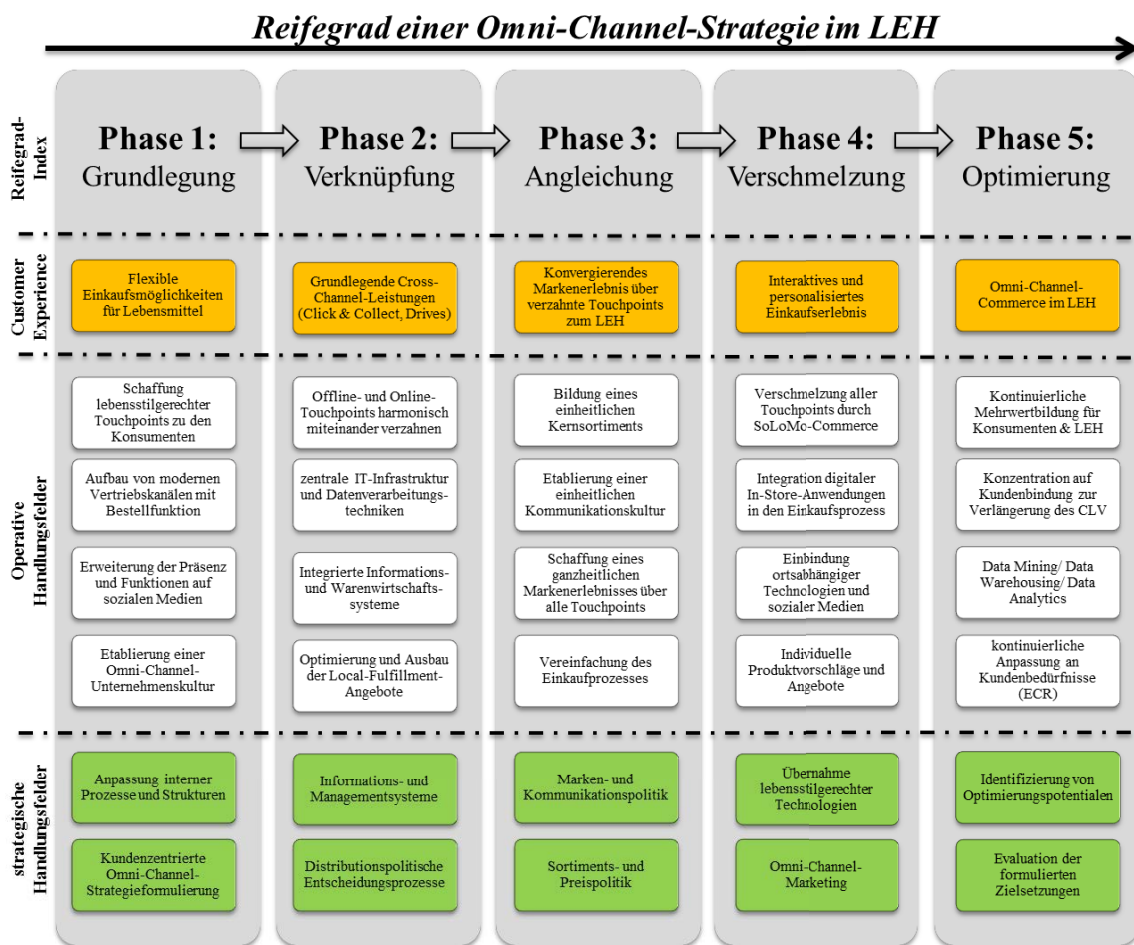 Reifegrad einer Omni-Channel-Strategie im LEH
Reifegrad-
Index
Phase 1:
Grundlegung
Phase 2:
Verknüpfung
Phase 3:
Angleichung
Phase 4:
Verschmelzung
Phase 5:
Optimierung
Customer
Experience
Flexible
Einkaufsmöglichkeiten
für Lebensmittel
Grundlegende Cross-
Channel-Leistungen
(Click & Collect, Drives)
Konvergierendes
Markenerlebnis über
verzahnte Touchpoints
zum LEH
Interaktives und
personalisiertes
Einkaufserlebnis
Omni-Channel-
Commerce im LEH
Operative
Handlungsfelder
Schaffung
lebensstilgerechter
Touchpoints zu den
Konsumenten
Offline- und Online-
Touchpoints harmonisch
miteinander verzahnen
Bildung eines
einheitlichen
Kernsortiments
Verschmelzung aller
Touchpoints durch
SoLoMo-Commerce
Kontinuierliche
Mehrwertbildung für
Konsumenten & LEH
Aufbau von modernen
Vertriebskanälen mit
Bestellfunktion
zentrale IT-Infrastruktur
und Datenverarbeitungs-
techniken
Etablierung einer
einheitlichen
Kommunikationskultur
Integration digitaler
In-Store-Anwendungen
in den Einkaufsprozess
Konzentration auf
Kundenbindung zur
Verlängerung des CLV
Erweiterung der Präsenz
und Funktionen auf
sozialen Medien
Integrierte Informations-
und Warenwirtschafts-
systeme
Schaffung eines
ganzheitlichen
Markenerlebnisses über
alle Touchpoints
Einbindung
ortsabhängiger
Technologien und
sozialer Medien
Data Mining/ Data
Warehousing/ Data
Analytics
Etablierung einer
Omni-Channel-
Unternehmenskultur
Optimierung und Ausbau
der Local-Fulfillment-
Angebote
Vereinfachung des
Einkaufprozesses
Individuelle
Produktvorschläge und
Angebote
kontinuierliche
Anpassung an
Kundenbedürfnisse
(ECR)
strategische
Handlungsfelder
Anpassung interner
Prozesse und Strukturen
Informations- und
Managementsysteme
Marken- und
Kommunikationspolitik
Übernahme
lebensstilgerechter
Technologien
Identifizierung von
Optimierungspotentialen
Kundenzentrierte
Omni-Channel-
Strategieformulierung
Distributionspolitische
Entscheidungsprozesse
Sortiments- und
Preispolitik
Omni-Channel-
Marketing
Evaluation der
formulierten
Zielsetzungen